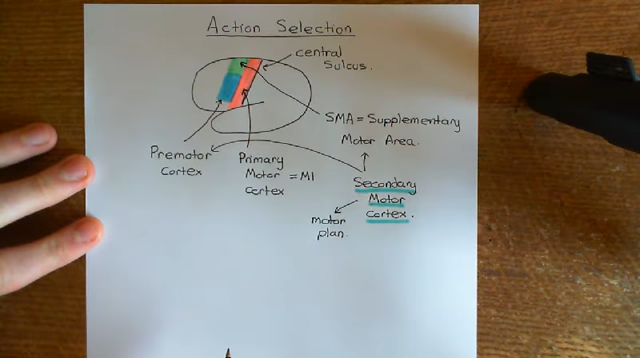 Action Selection
central
Sulcus.
SMA = Supplementary
Motor Area.
Premotor
Cortex
Primary
Motor = M1
Cortex
Secondary
Motor
Cortex.
motor
plan.